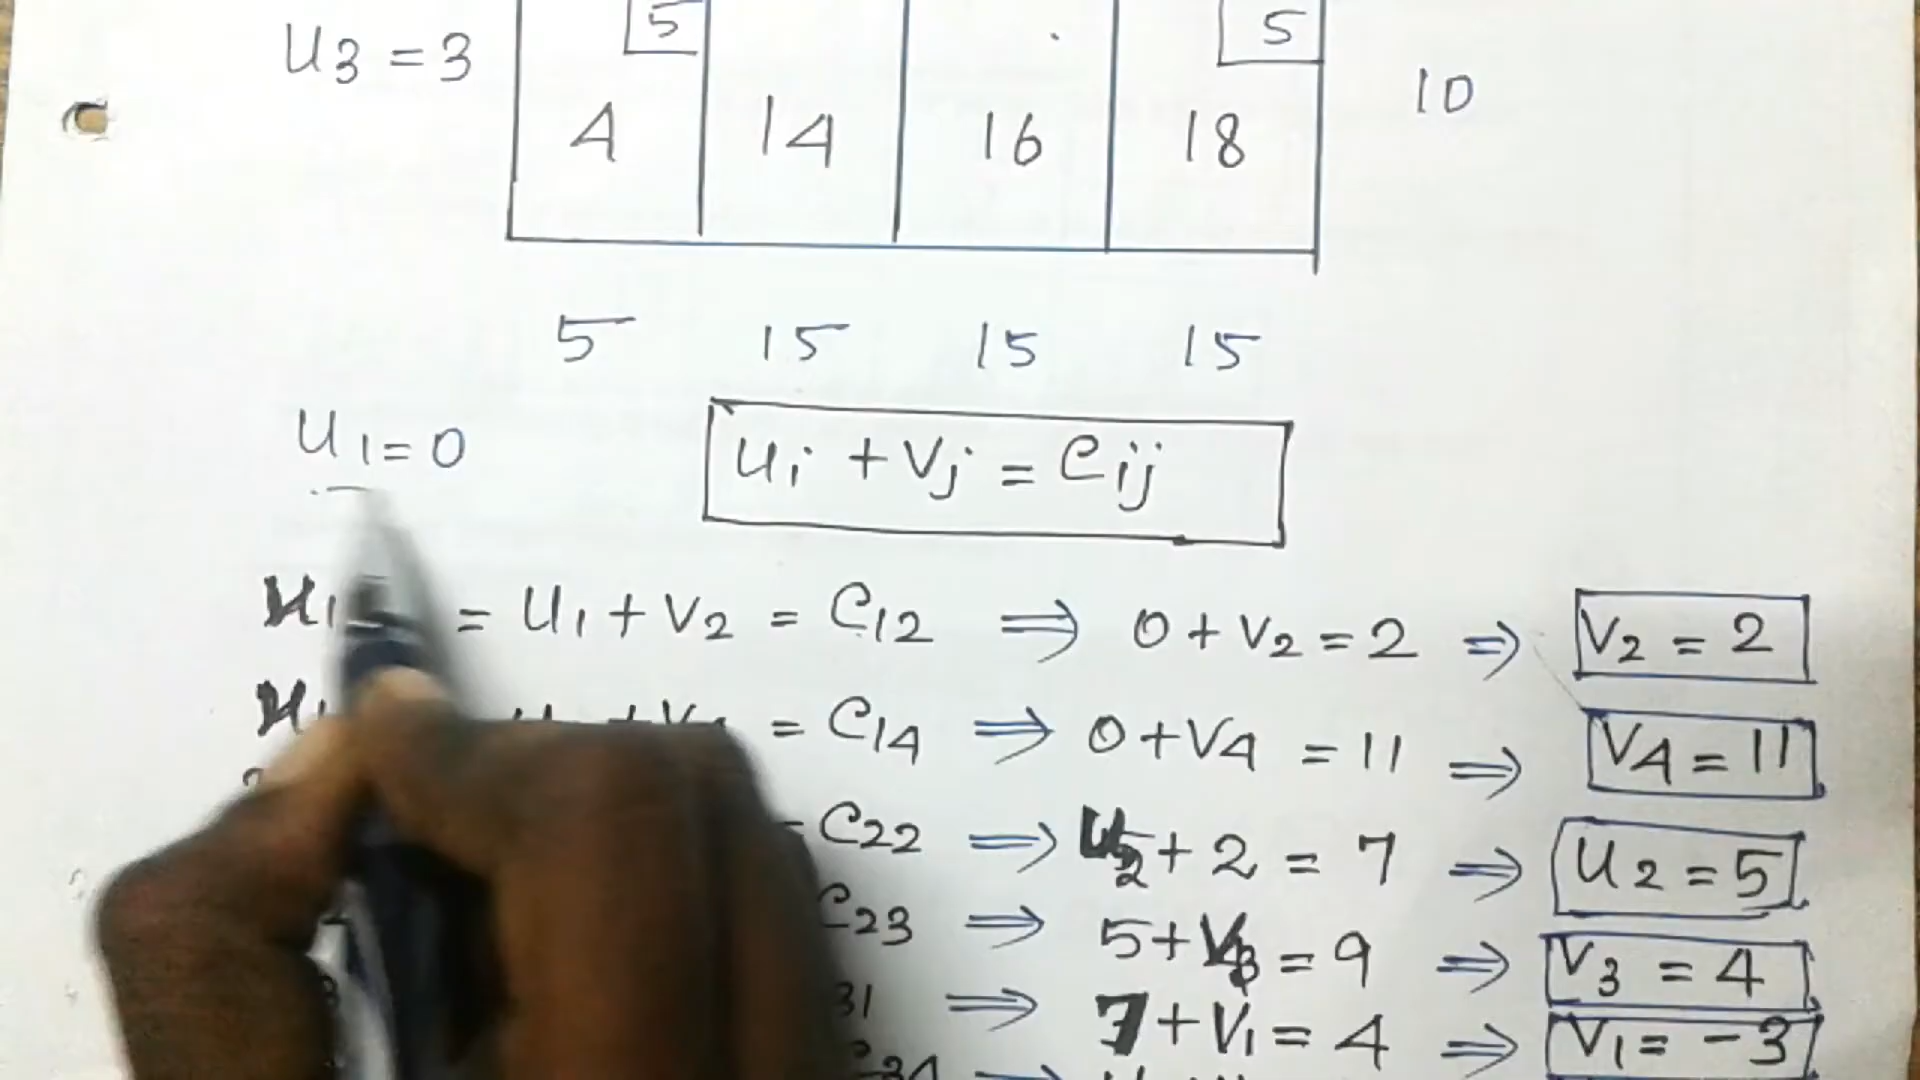 5 5
U3 = 3 4 14 16 18 10
5 15 15 15
U1 = 0 ui + Vj = Cij
= U1 + V2 = C12 ⇒ 0 + V2 = 2 ⇒ V2 = 2
= C14 ⇒ 0 + V4 = 11 ⇒ V4 = 11
C22 ⇒ U2 + 2 = 7 ⇒ U2 = 5
C23 ⇒ 5 + V3 = 9 ⇒ V3 = 4
31 ⇒ 7 + V1 = 4 ⇒ V1 = -3